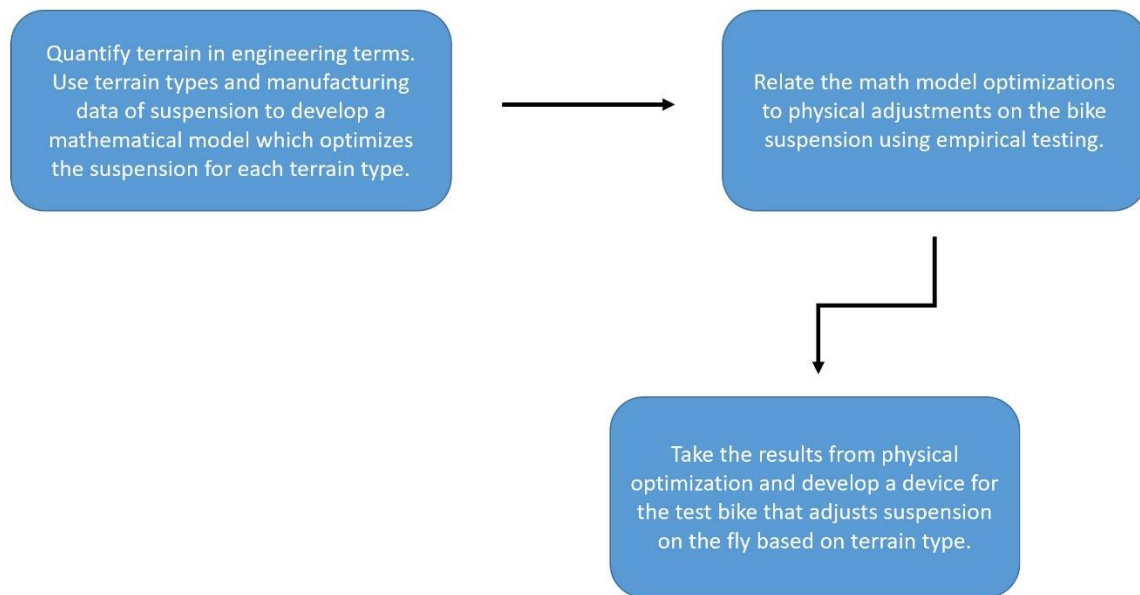 Quantify terrain in engineering terms.
Use terrain types and manufacturing
data of suspension to develop a
mathematical model which optimizes
the suspension for each terrain type.
Relate the math model optimizations
to physical adjustments on the bike
suspension using empirical testing.
Take the results from physical
optimization and develop a device for
the test bike that adjusts suspension
on the fly based on terrain type.